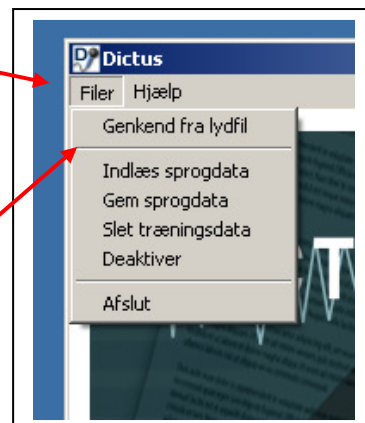 Dictus
Filer Hjælp
Genkend fra lydfil
Indlæs sprogdata
Gem sprogdata
Slet træningsdata
Deaktiver
Afslut
T